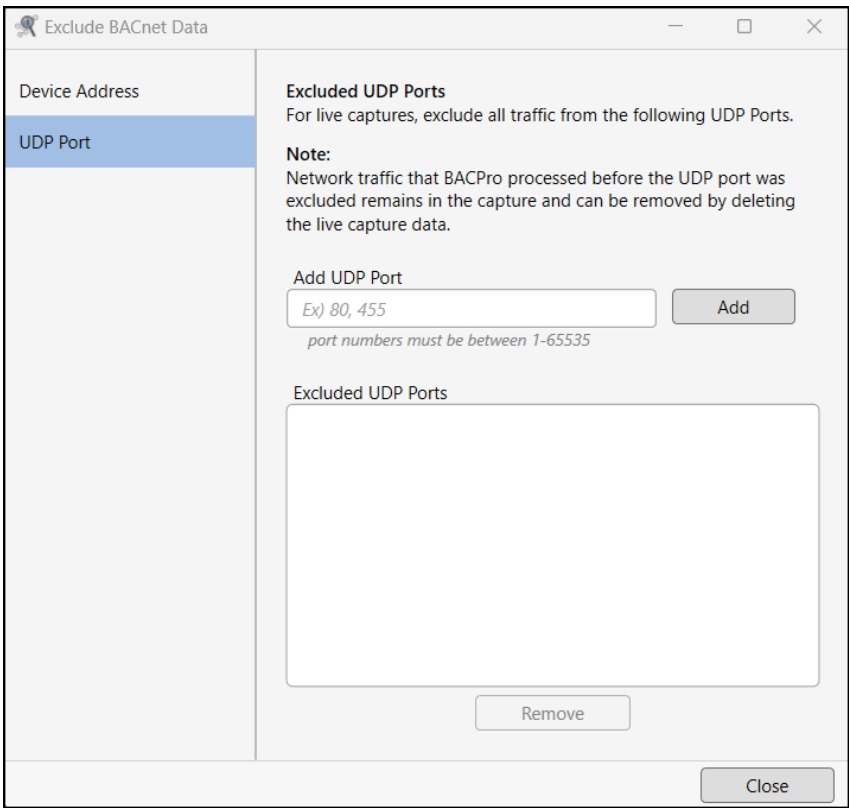 Exclude BACnet Data
Device Address
UDP Port
Excluded UDP Ports
For live captures, exclude all traffic from the following UDP Ports.
Note:
Network traffic that BACPro processed before the UDP port was
excluded remains in the capture and can be removed by deleting
the live capture data.
Add UDP Port
Ex) 80, 455
Add
port numbers must be between 1-65535
Excluded UDP Ports
Remove
Close